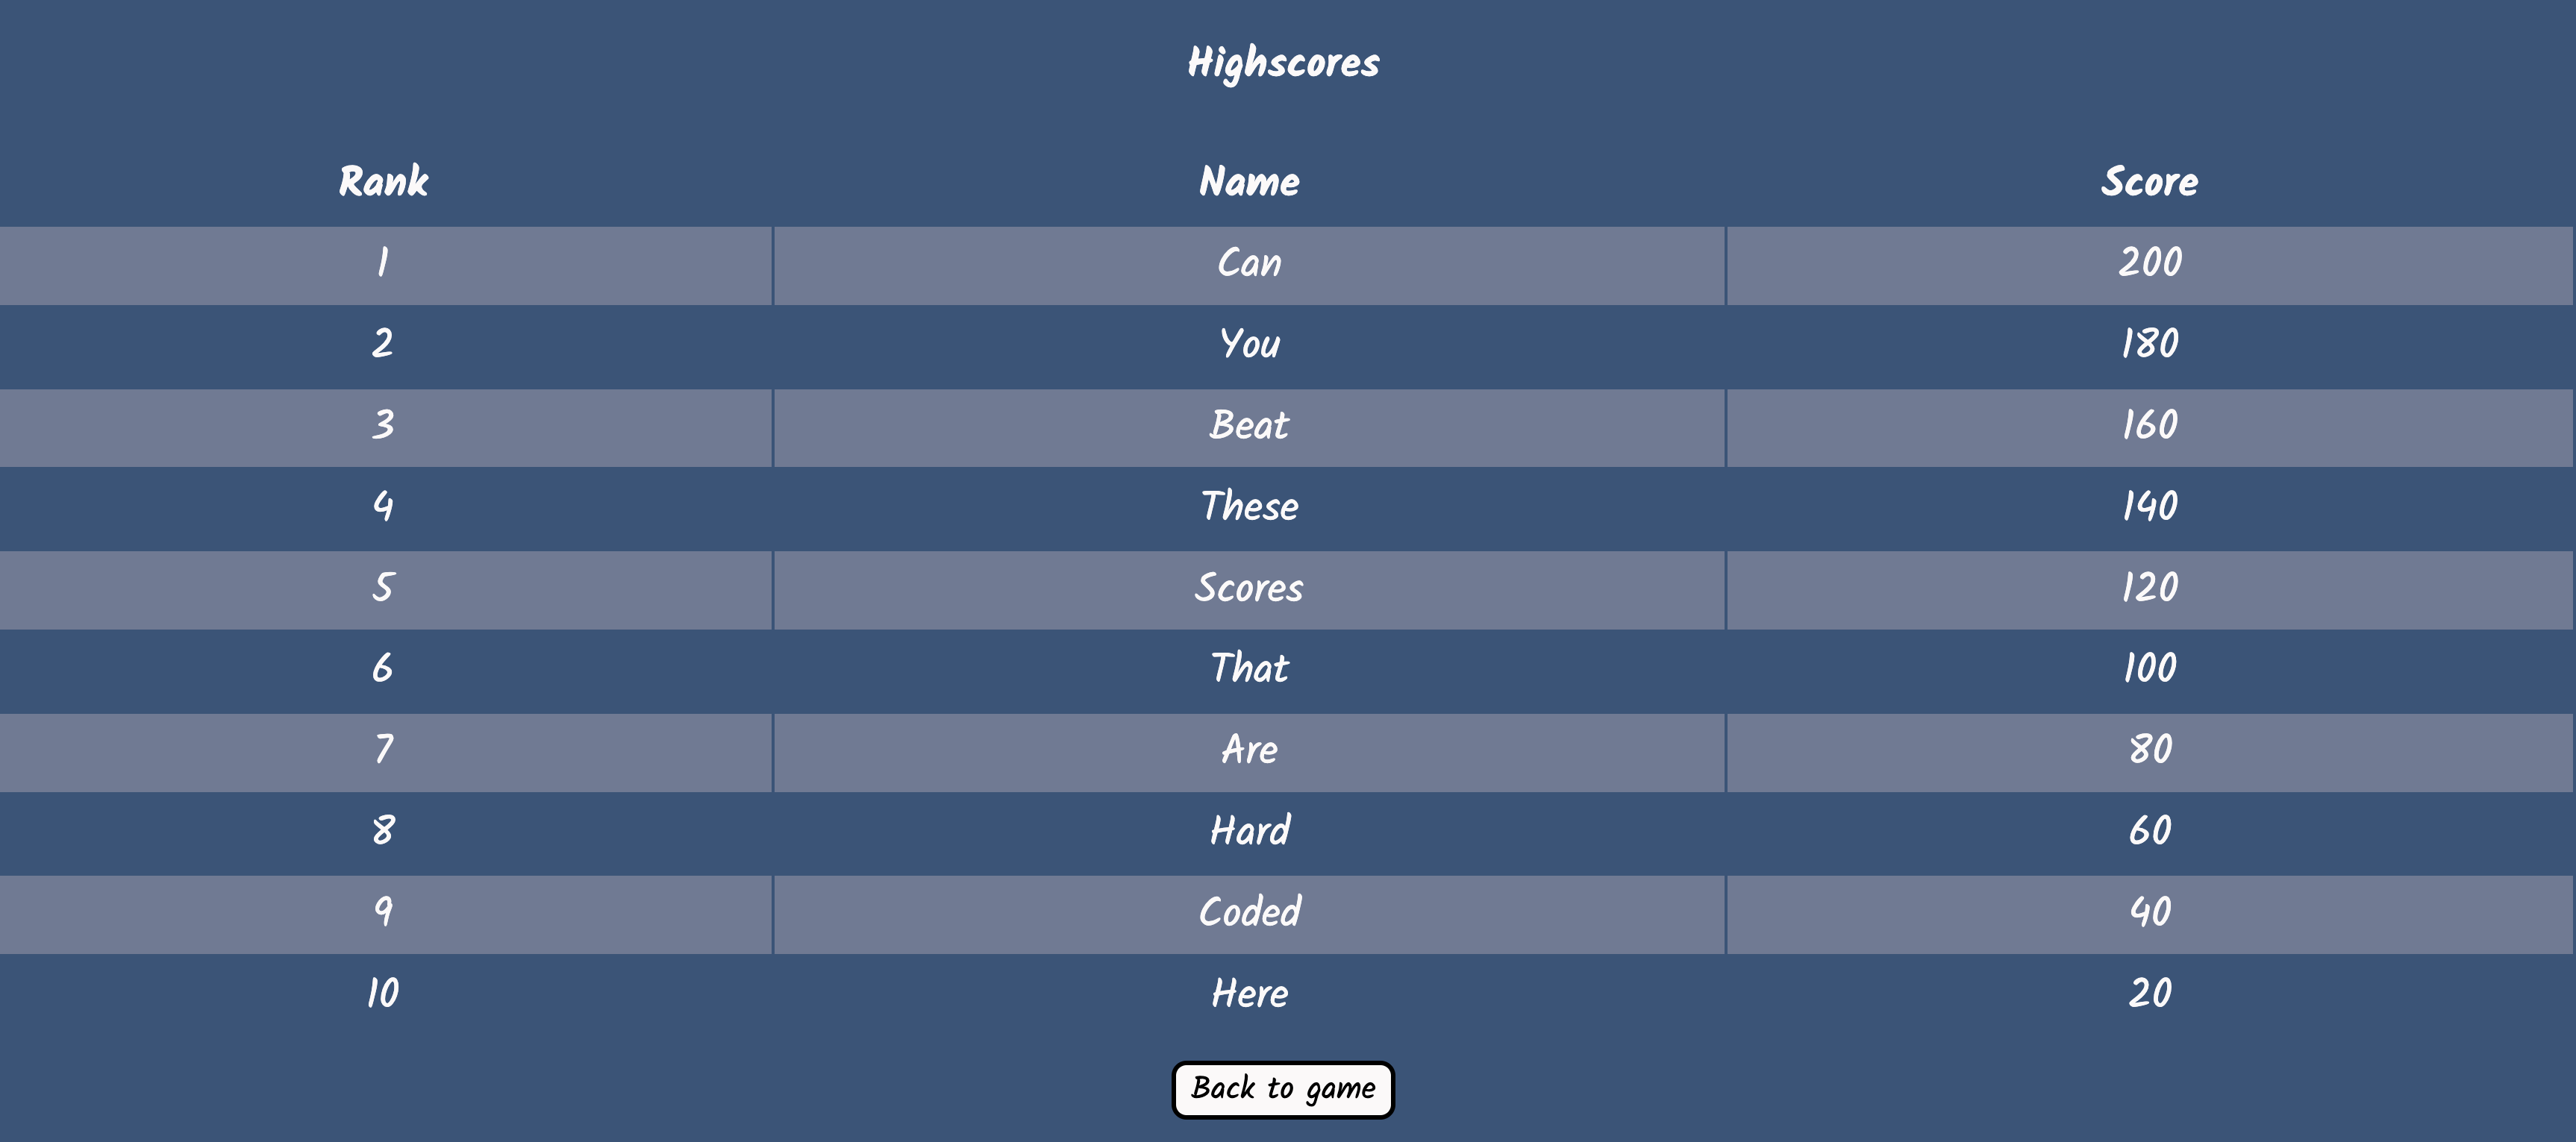 Highscores
Rank Name Score
1 Can 200
2 You 180
3 Beat 160
4 These 140
5 Scores 120
6 That 100
7 Are 80
8 Hard 60
9 Coded 40
10 Here 20
Back to game